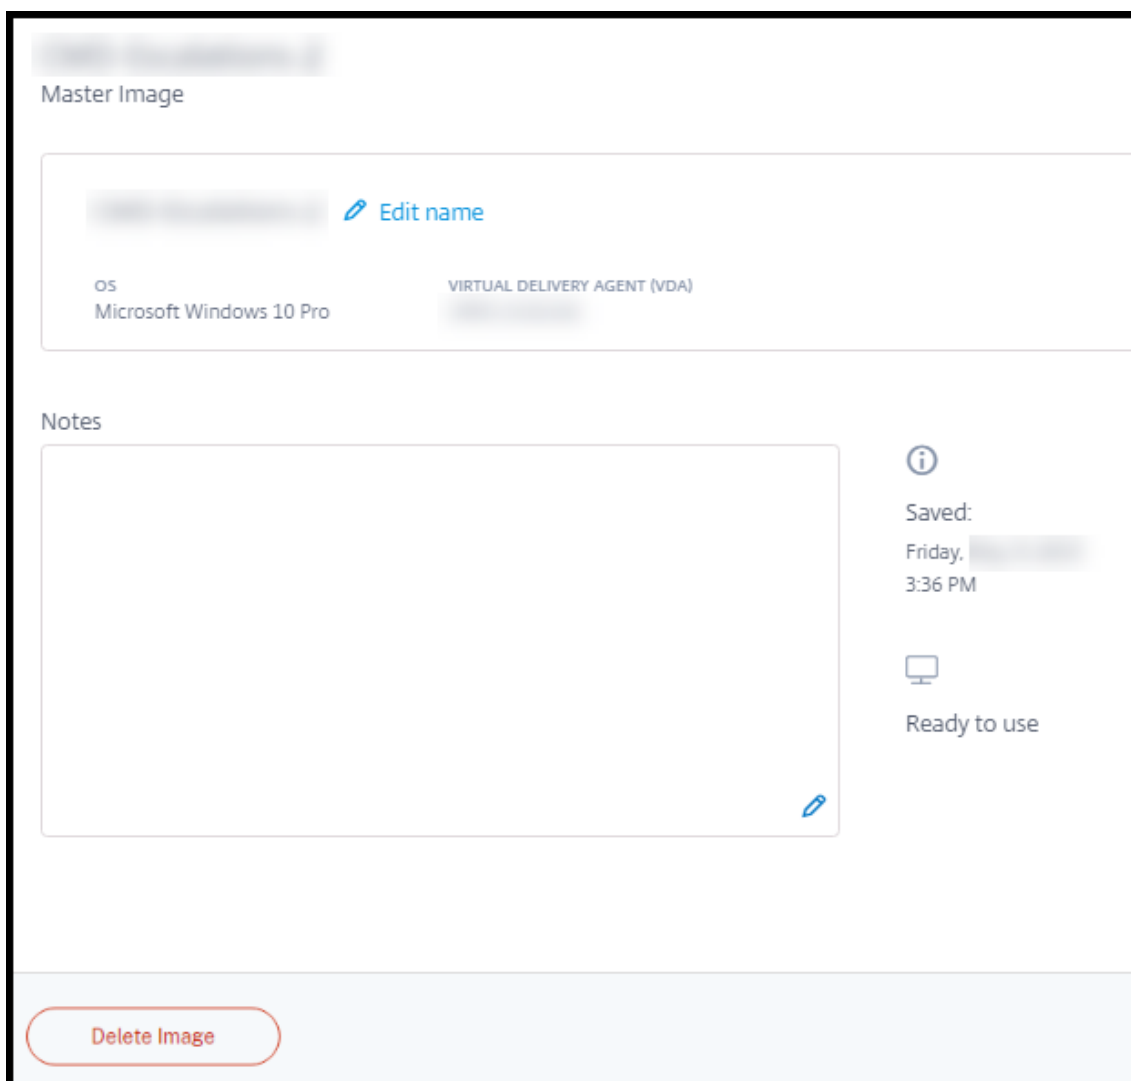 Master Image
Edit name
OS
VIRTUAL DELIVERY AGENT (VDA)
Microsoft Windows 10 Pro
Notes
Saved:
Friday,
3:36 PM
Ready to use
Delete Image